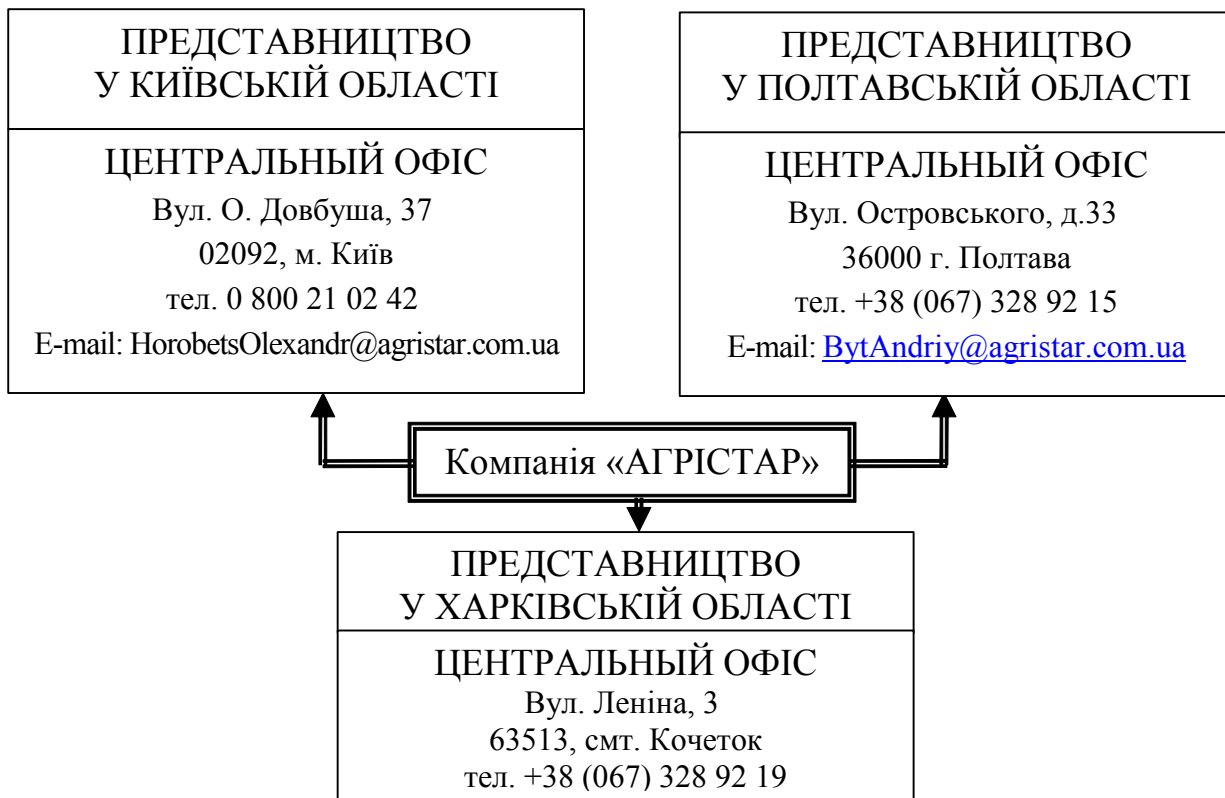 ПРЕДСТАВНИЦТВО
У КИЇВСЬКІЙ ОБЛАСТІ
ЦЕНТРАЛЬНЫЙ ОФІС
Вул. О. Довбуша, 37
02092, м. Київ
тел. 0 800 21 02 42
E-mail: HorobetsOlexandr@agristar.com.ua
ПРЕДСТАВНИЦТВО
У ПОЛТАВСЬКІЙ ОБЛАСТІ
ЦЕНТРАЛЬНЫЙ ОФІС
Вул. Островського, д.33
36000 г. Полтава
тел. +38 (067) 328 92 15
E-mail: BytAndriy@agristar.com.ua
Компанія «АГРІСТАР»
ПРЕДСТАВНИЦТВО
У ХАРКІВСЬКІЙ ОБЛАСТІ
ЦЕНТРАЛЬНЫЙ ОФІС
Вул. Леніна, 3
63513, смт. Кочеток
тел. +38 (067) 328 92 19